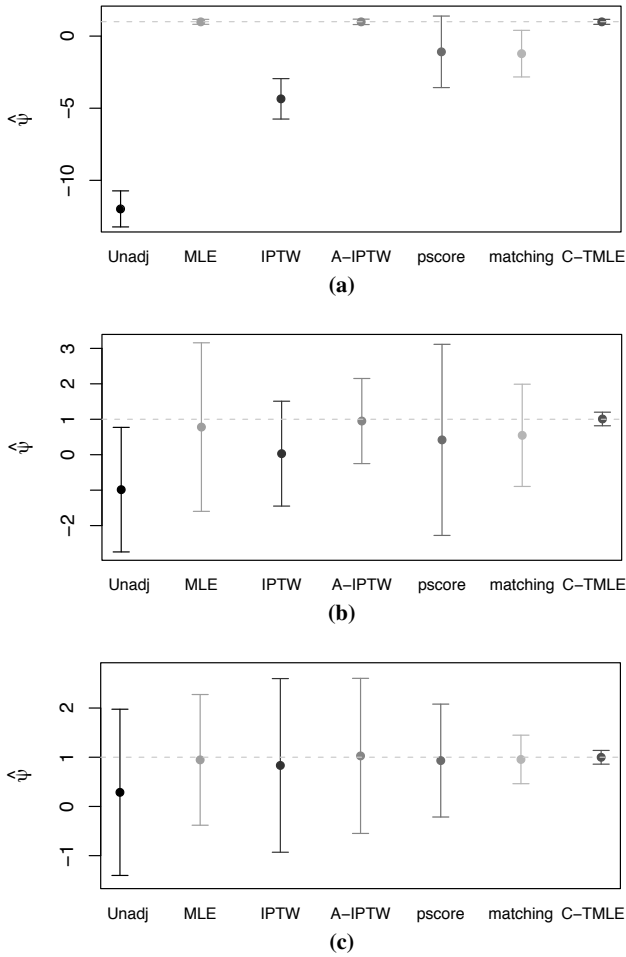 0
−5
−10
ψ̂
Unadj MLE IPTW A−IPTW pscore matching C−TMLE
(a)
3
2
1
0
−2
ψ̂
Unadj MLE IPTW A−IPTW pscore matching C−TMLE
(b)
2
1
0
−1
ψ̂
Unadj MLE IPTW A−IPTW pscore matching C−TMLE
(c)